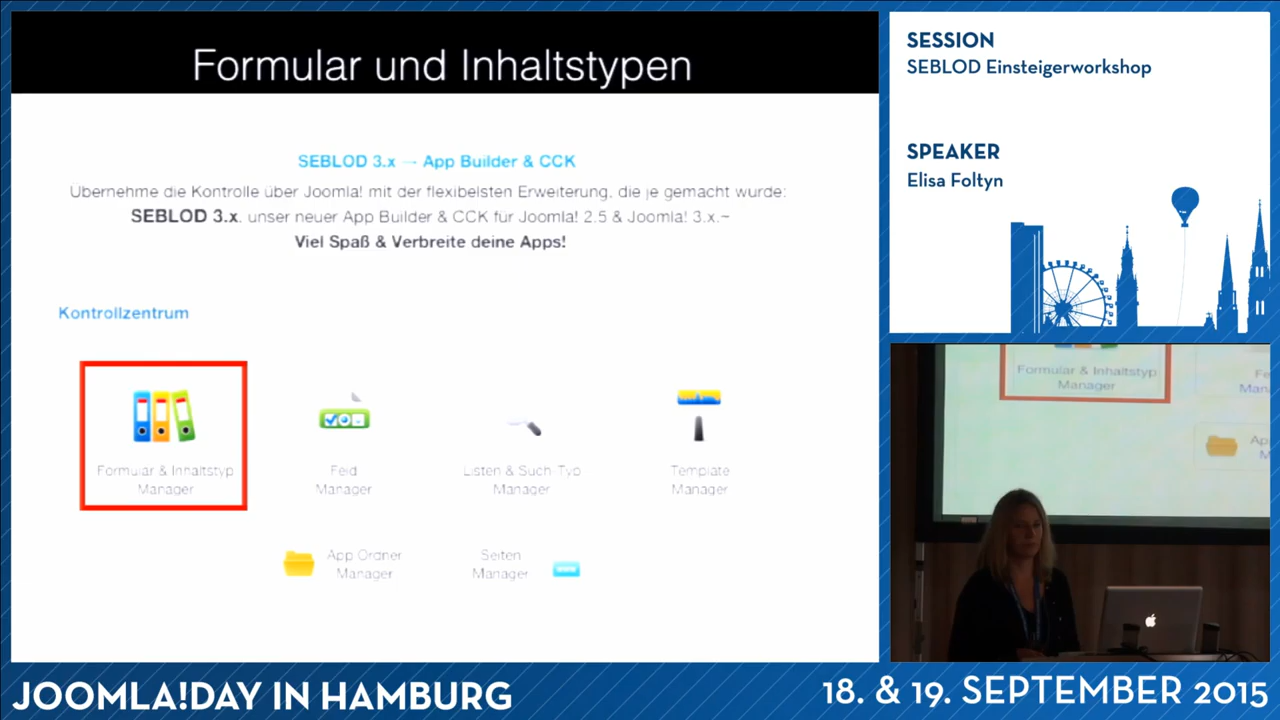 Formular und Inhaltstypen
SEBLOD 3.x → App Builder & CCK
Übernehme die Kontrolle über Joomla! mit der flexibelsten Erweiterung, die je gemacht wurde:
SEBLOD 3.x. unser neuer App Builder & CCK für Joomla! 2.5 & Joomla! 3.x.~
Viel Spaß & Verbreite deine Apps!
Kontrollzentrum
Formular & Inhaltstyp
Manager
Feld
Manager
Listen & Such-Typ
Manager
Template
Manager
App Ordner
Manager
Seiten
Manager
SESSION
SEBLOD Einsteigerworkshop
SPEAKER
Elisa Foltyn
Formular & Inhaltstyp
Manager
JOOMLA!DAY IN HAMBURG
18. & 19. SEPTEMBER 2015